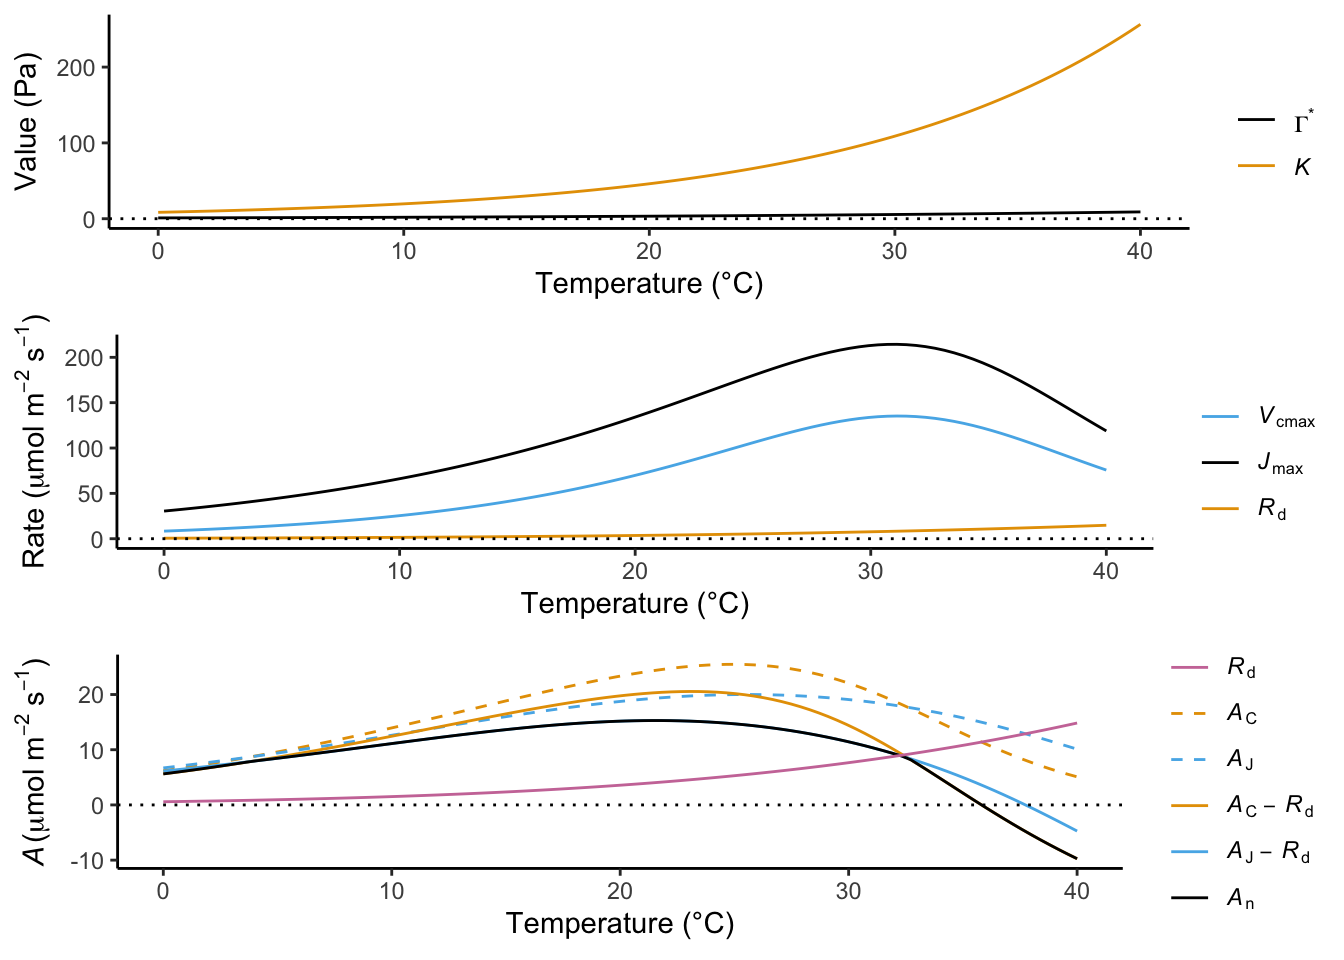 Value (Pa)
200
100
0
0 10 20 30 40
Temperature (°C)
Γ*
K
Rate (μmol m−2 s−1)
200
150
100
50
0
0 10 20 30 40
Temperature (°C)
Vcmax
Jmax
Rd
A(μmol m−2 s−1)
20
10
0
-10
0 10 20 30 40
Temperature (°C)
Rd
AC
AJ
AC − Rd
AJ − Rd
An